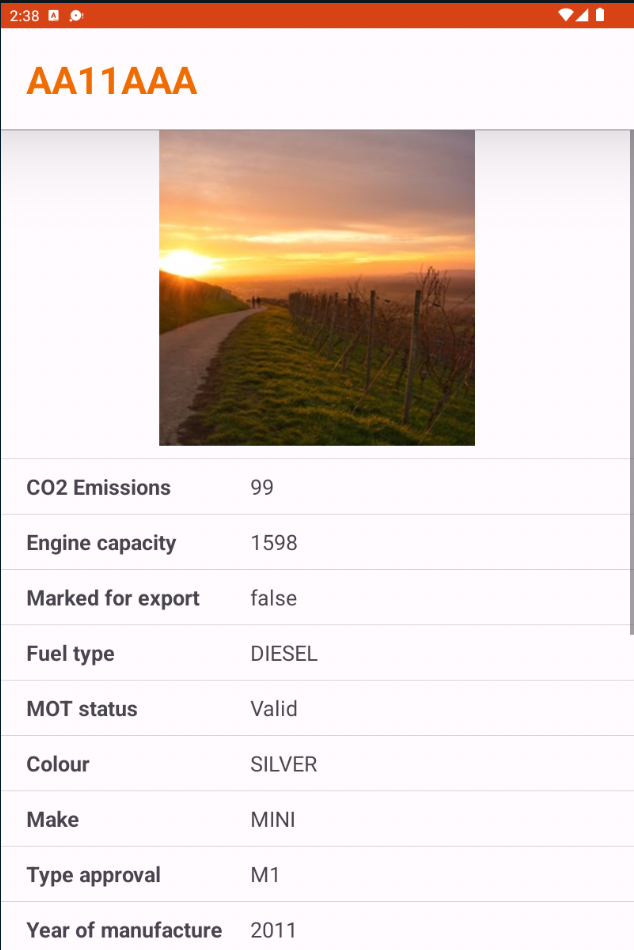 2:38
AA11AAA
CO2 Emissions 99
Engine capacity 1598
Marked for export false
Fuel type DIESEL
MOT status Valid
Colour SILVER
Make MINI
Type approval M1
Year of manufacture 2011